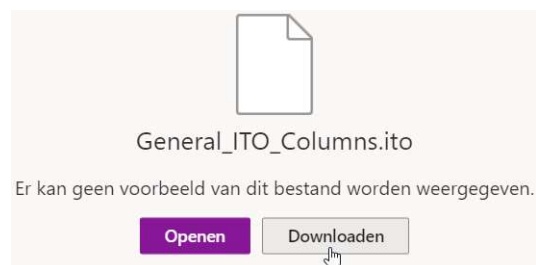 General_ITO_Columns.ito
Er kan geen voorbeeld van dit bestand worden weergegeven.
Openen Downloaden